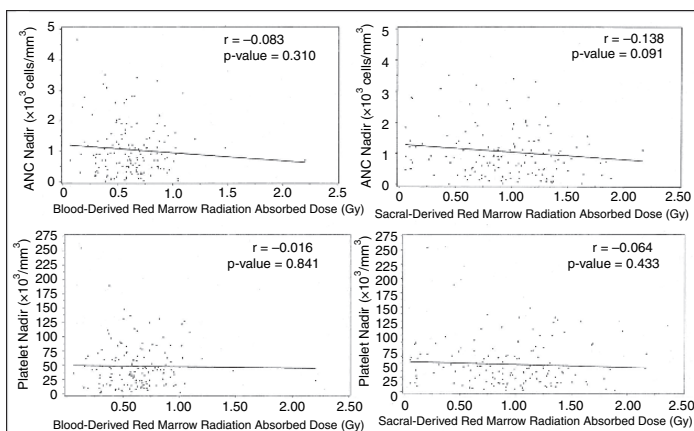 5
4
3
2
1
0
ANC Nadir (×10³ cells/mm³)
r = –0.083
p-value = 0.310
0 0.5 1.0 1.5 2.0 2.5
Blood-Derived Red Marrow Radiation Absorbed Dose (Gy)
5
4
3
2
1
0
ANC Nadir (×10³ cells/mm³)
r = –0.138
p-value = 0.091
0 0.5 1.0 1.5 2.0 2.5
Sacral-Derived Red Marrow Radiation Absorbed Dose (Gy)
275
225
200
175
150
125
100
75
50
25
0
Platelet Nadir (×10³/mm³)
r = –0.016
p-value = 0.841
0.50 1.00 1.50 2.00 2.50
Blood-Derived Red Marrow Radiation Absorbed Dose (Gy)
275
225
200
175
150
125
100
75
50
25
0
Platelet Nadir (×10³/mm³)
r = –0.064
p-value = 0.433
0 0.50 1.00 1.50 2.00 2.50
Sacral-Derived Red Marrow Radiation Absorbed Dose (Gy)